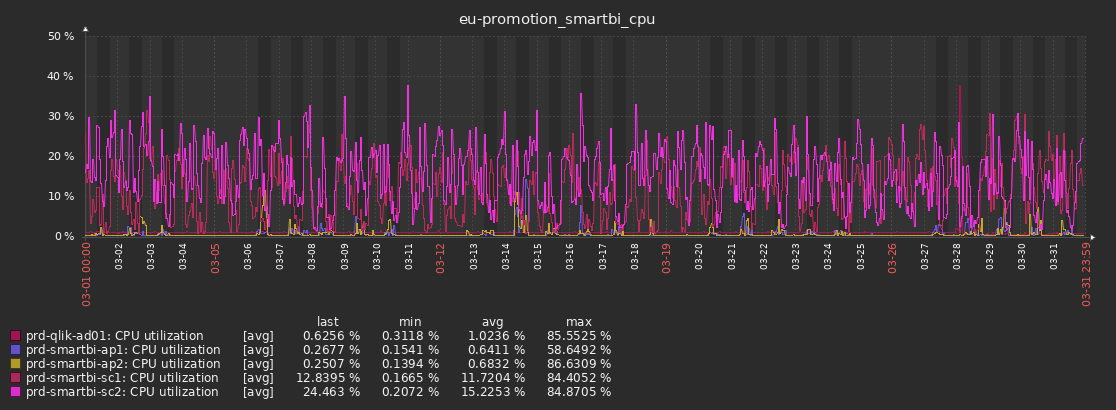 eu-promotion_smartbi_cpu
50 %
40 %
30 %
20 %
10 %
0 %
03-01 00:00 03-02 03-03 03-04 03-05 03-06 03-07 03-08 03-09 03-10 03-11 03-12 03-13 03-14 03-15 03-16 03-17 03-18 03-19 03-20 03-21 03-22 03-23 03-24 03-25 03-26 03-27 03-28 03-29 03-30 03-31 03-31 23:59
last min avg max
prd-qlik-ad01: CPU utilization [avg] 0.6256 % 0.3118 % 1.0236 % 85.5525 %
prd-smartbi-ap1: CPU utilization [avg] 0.2677 % 0.1541 % 0.6411 % 58.6492 %
prd-smartbi-ap2: CPU utilization [avg] 0.2507 % 0.1394 % 0.6832 % 86.6309 %
prd-smartbi-sc1: CPU utilization [avg] 12.8395 % 0.1665 % 11.7204 % 84.4052 %
prd-smartbi-sc2: CPU utilization [avg] 24.463 % 0.2072 % 15.2253 % 84.8705 %